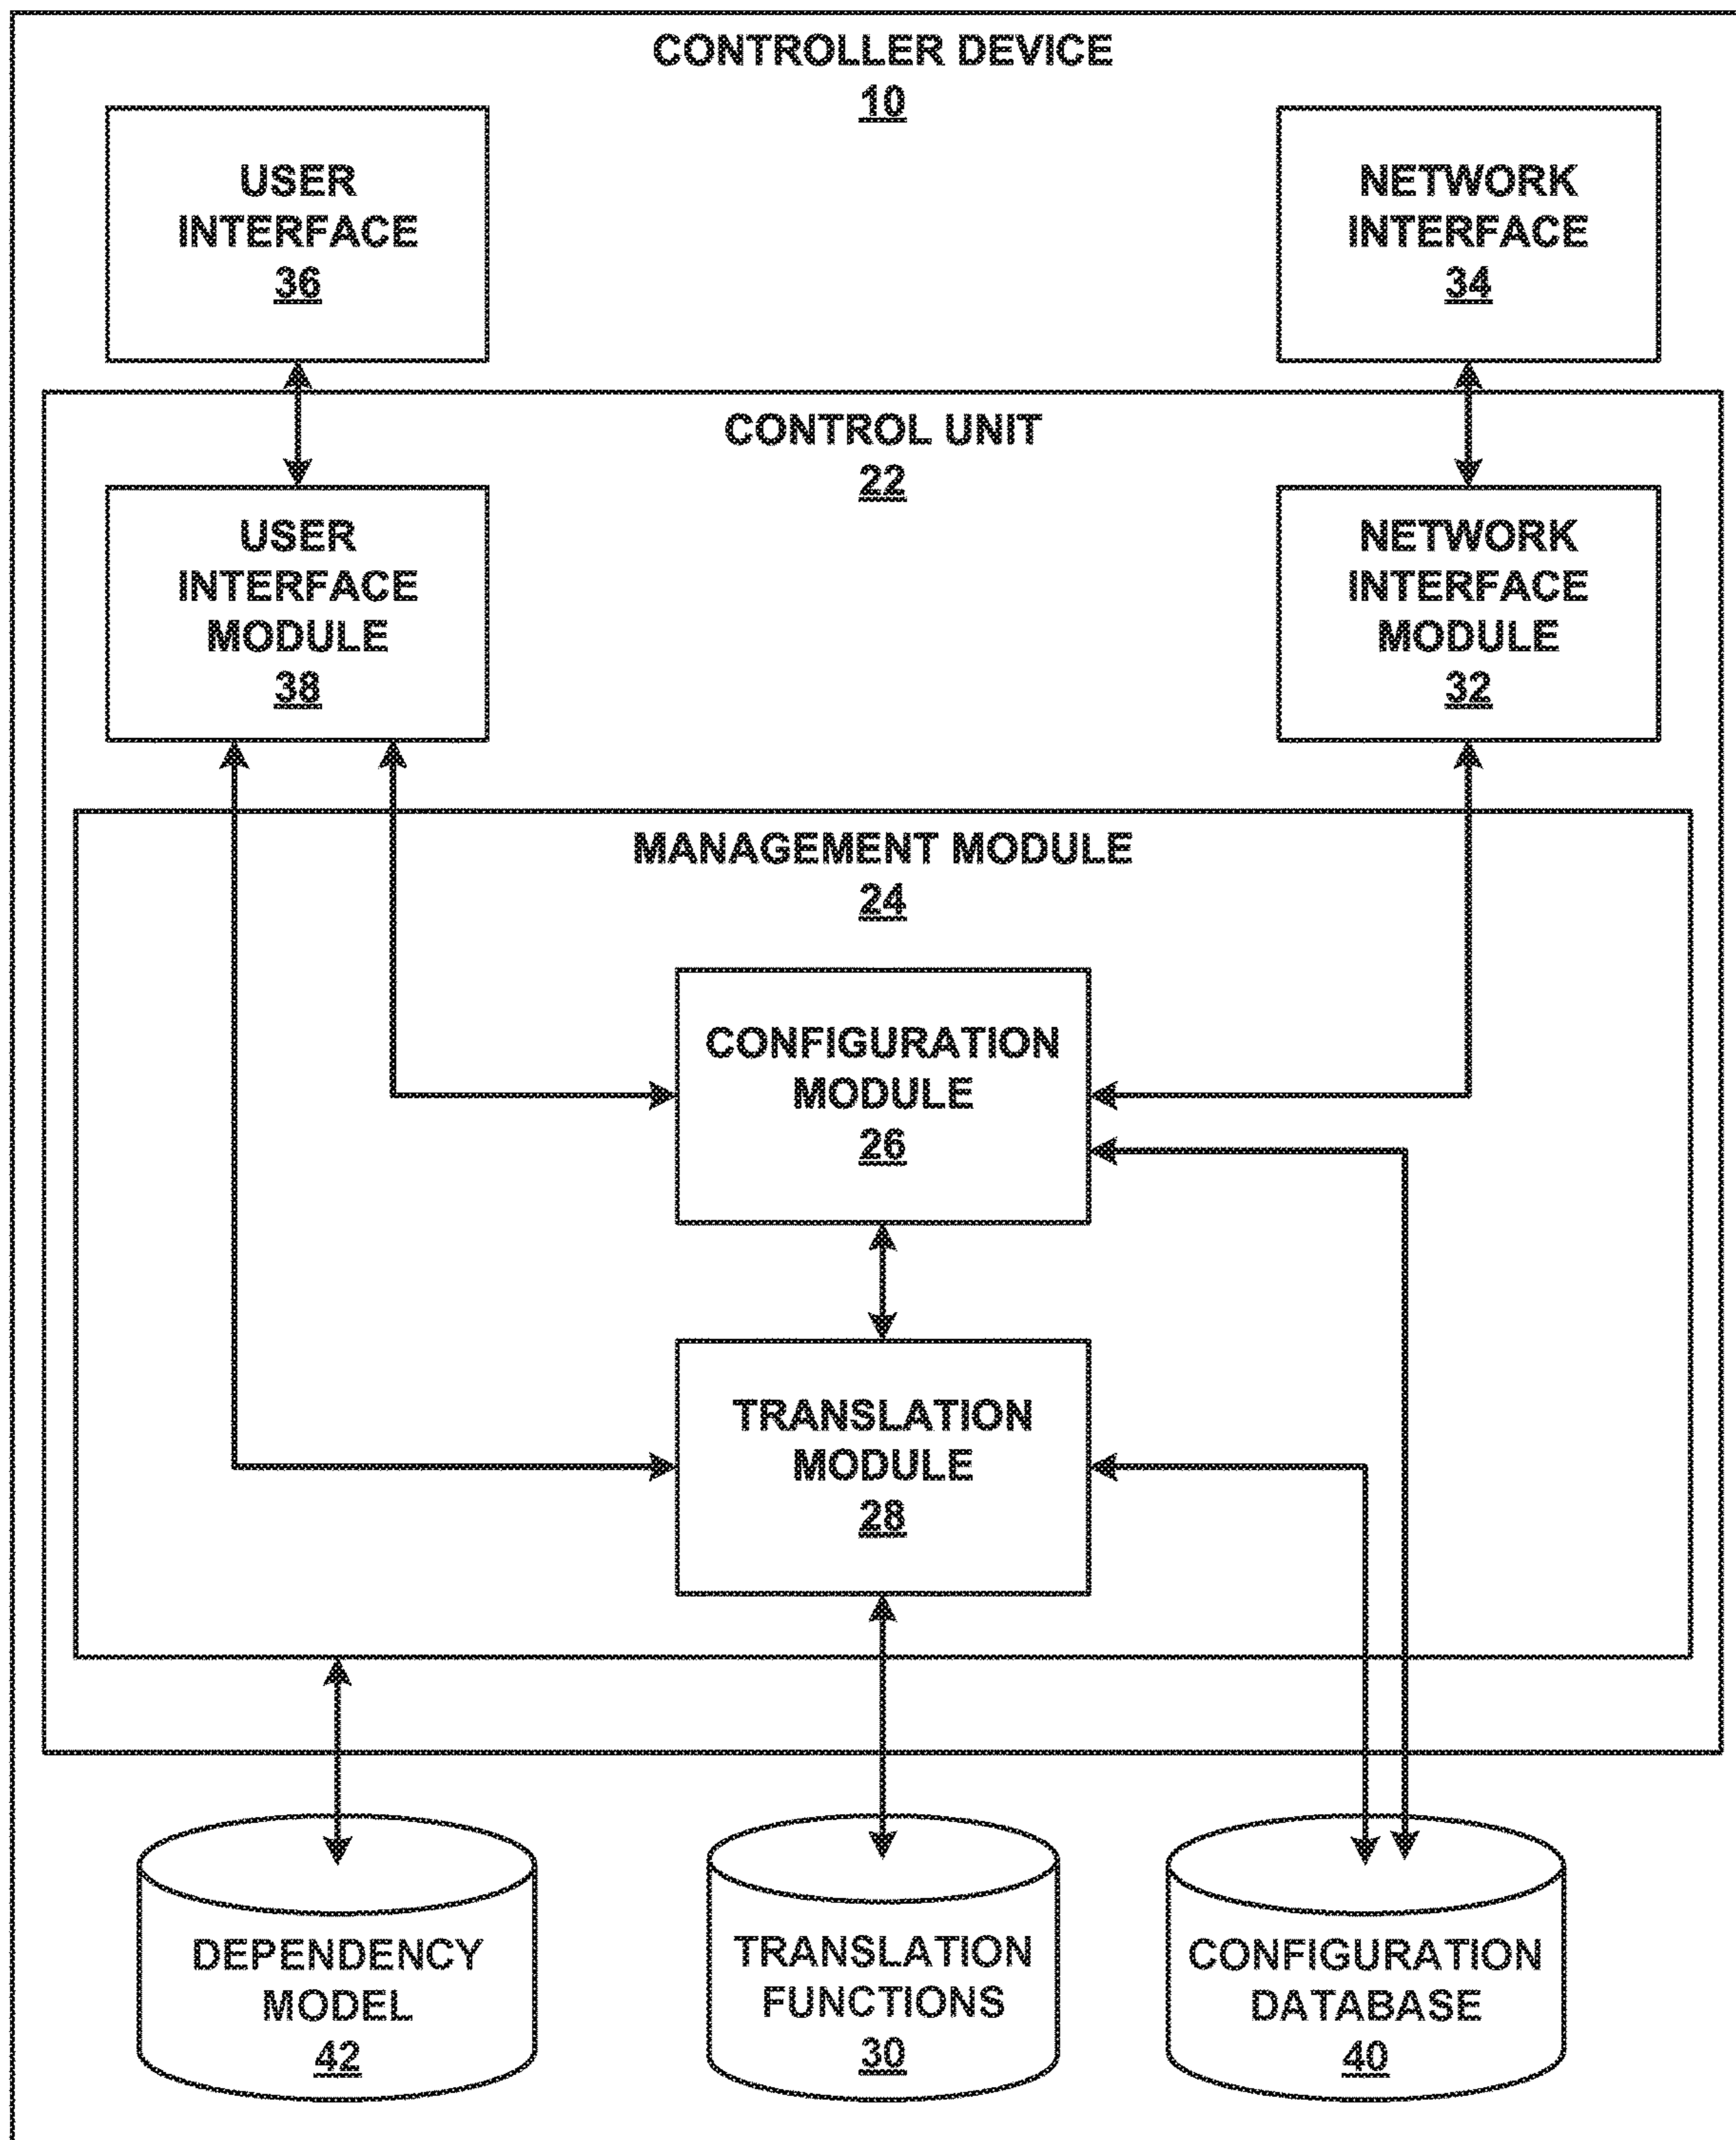 CONTROLLER DEVICE
10
USER
INTERFACE
36
NETWORK
INTERFACE
34
CONTROL UNIT
22
USER
INTERFACE
MODULE
38
NETWORK
INTERFACE
MODULE
32
MANAGEMENT MODULE
24
CONFIGURATION
MODULE
26
TRANSLATION
MODULE
28
DEPENDENCY
MODEL
42
TRANSLATION
FUNCTIONS
30
CONFIGURATION
DATABASE
40